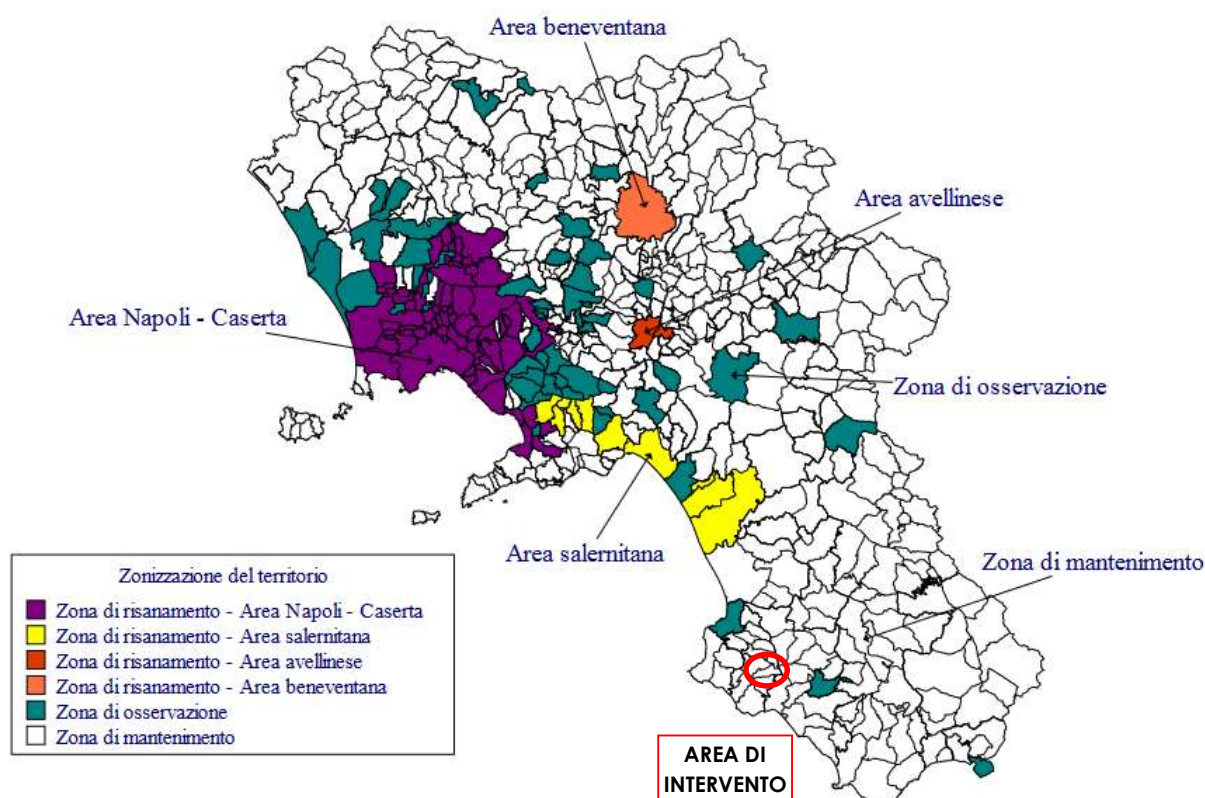 Area beneventana
Area avellinese
Area Napoli - Caserta
Zona di osservazione
Area salernitana
Zona di mantenimento
Zonizzazione del territorio
Zona di risanamento - Area Napoli - Caserta
Zona di risanamento - Area salernitana
Zona di risanamento - Area avellinese
Zona di risanamento - Area beneventana
Zona di osservazione
Zona di mantenimento
AREA DI
INTERVENTO